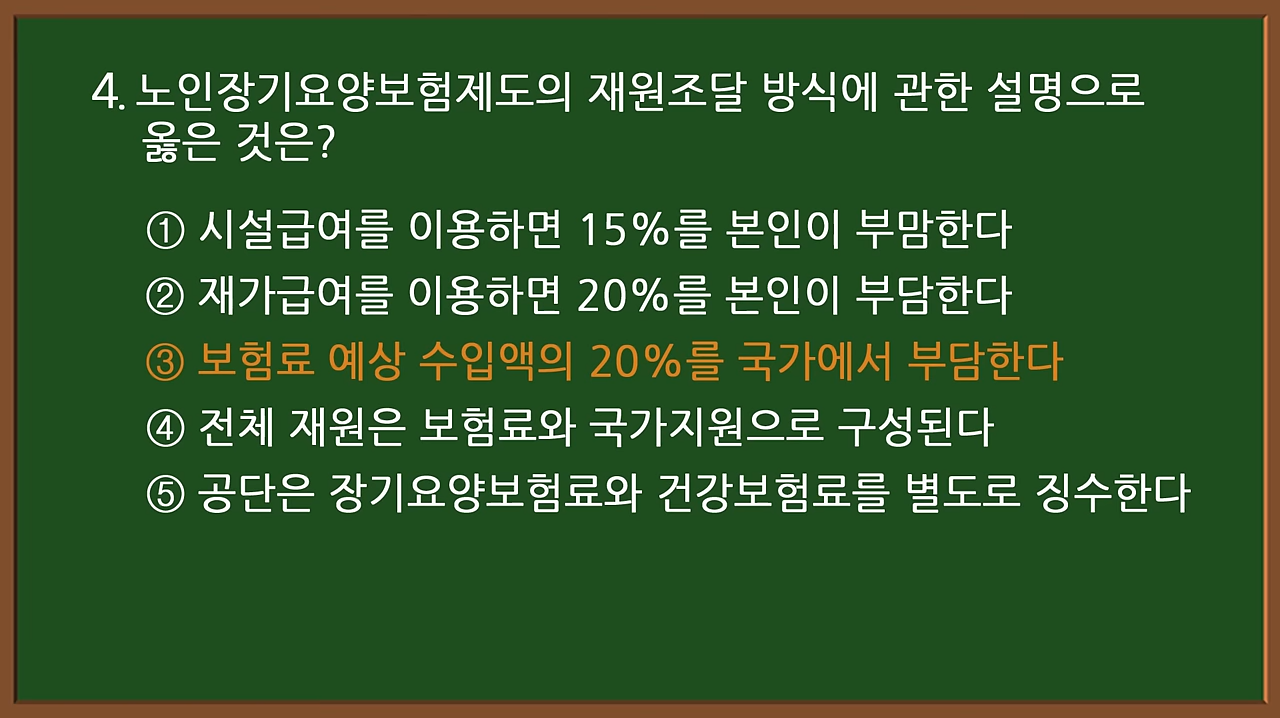 4. 노인장기요양보험제도의 재원조달 방식에 관한 설명으로
옳은 것은?
① 시설급여를 이용하면 15%를 본인이 부맘한다
② 재가급여를 이용하면 20%를 본인이 부담한다
③ 보험료 예상 수입액의 20%를 국가에서 부담한다
④ 전체 재원은 보험료와 국가지원으로 구성된다
⑤ 공단은 장기요양보험료와 건강보험료를 별도로 징수한다